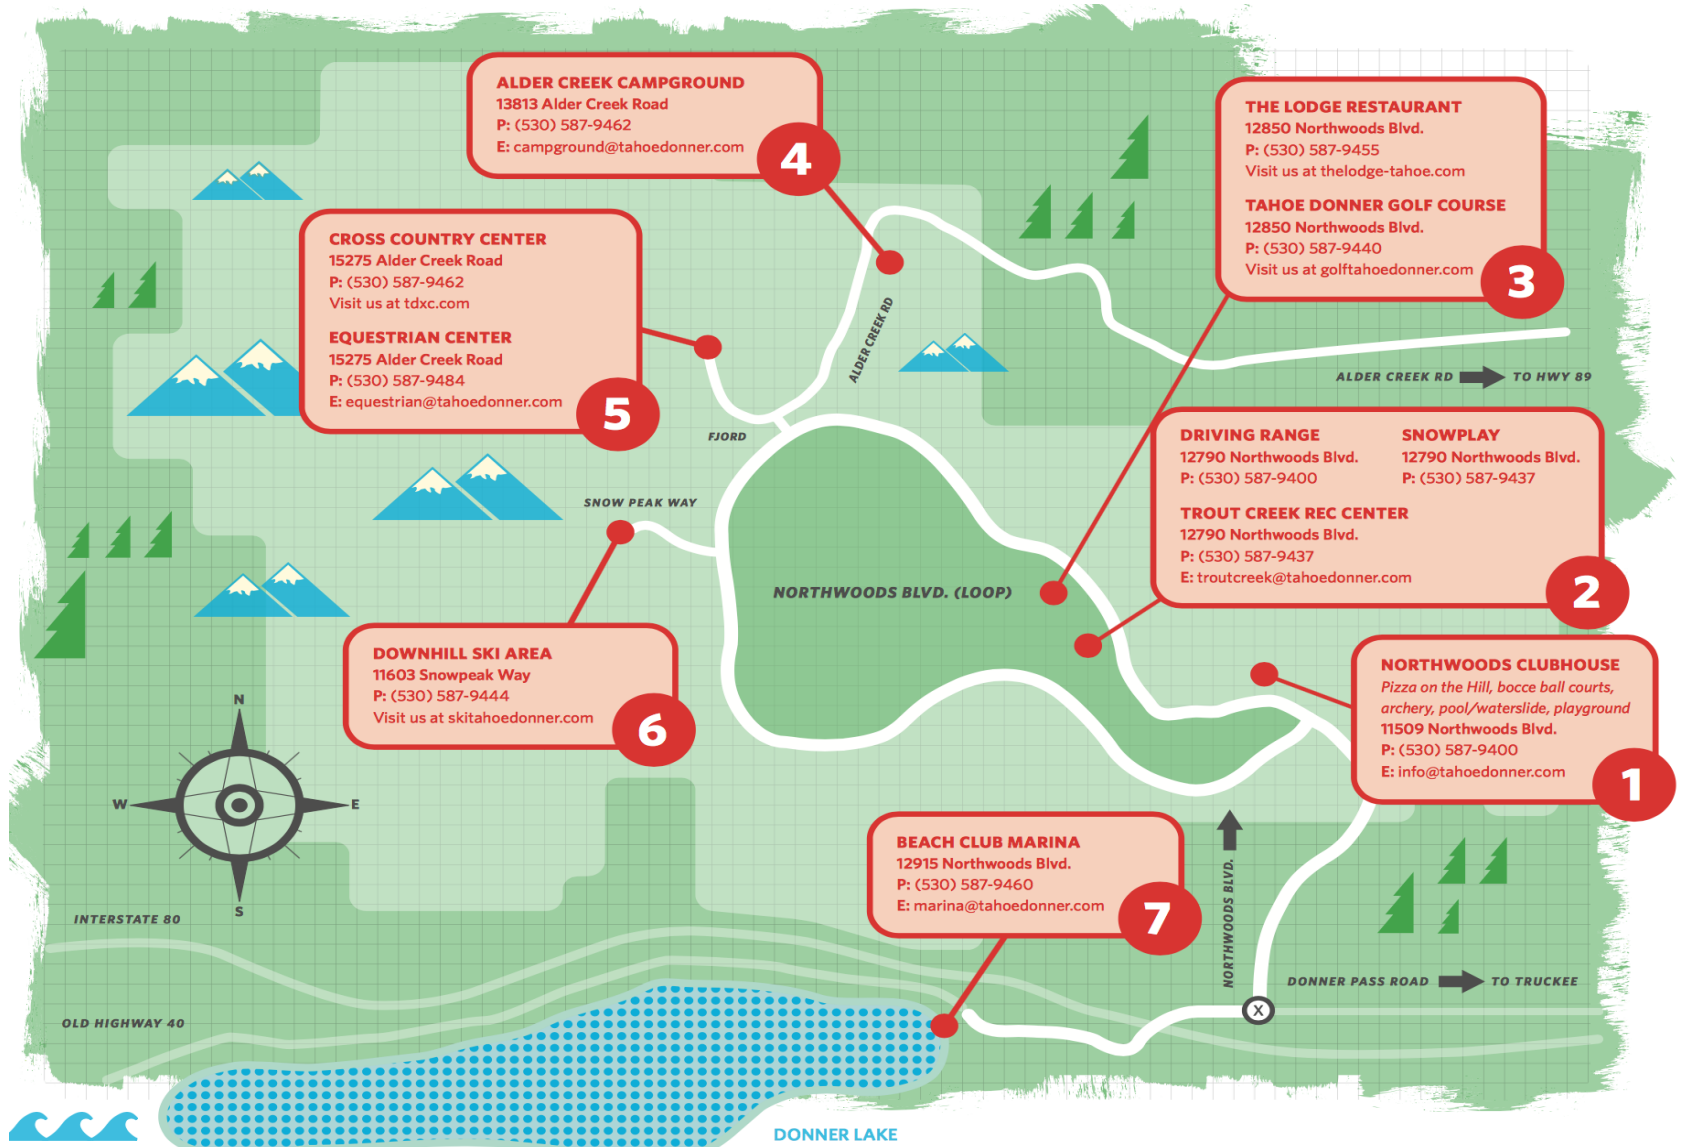 ALDER CREEK CAMPGROUND
13813 Alder Creek Road
P: (530) 587-9462
E: campground@tahoedonner.com
4
THE LODGE RESTAURANT
12850 Northwoods Blvd.
P: (530) 587-9455
Visit us at thelodge-tahoe.com
TAHOE DONNER GOLF COURSE
12850 Northwoods Blvd.
P: (530) 587-9440
Visit us at golftahoedonner.com
3
CROSS COUNTRY CENTER
15275 Alder Creek Road
P: (530) 587-9462
Visit us at tdxc.com
EQUESTRIAN CENTER
15275 Alder Creek Road
P: (530) 587-9484
E: equestrian@tahoedonner.com
5
ALDER CREEK RD
ALDER CREEK RD TO HWY 89
FJORD
DRIVING RANGE
12790 Northwoods Blvd.
P: (530) 587-9400
SNOWPLAY
12790 Northwoods Blvd.
P: (530) 587-9437
TROUT CREEK REC CENTER
12790 Northwoods Blvd.
P: (530) 587-9437
E: troutcreek@tahoedonner.com
2
SNOW PEAK WAY
NORTHWOODS BLVD. (LOOP)
DOWNHILL SKI AREA
11603 Snowpeak Way
P: (530) 587-9444
Visit us at skitahoedonner.com
6
NORTHWOODS CLUBHOUSE
Pizza on the Hill, bocce ball courts,
archery, pool/waterslide, playground
11509 Northwoods Blvd.
P: (530) 587-9400
E: info@tahoedonner.com
1
N
W
E
S
BEACH CLUB MARINA
12915 Northwoods Blvd.
P: (530) 587-9460
E: marina@tahoedonner.com
7
NORTHWOODS BLVD.
INTERSTATE 80
DONNER PASS ROAD TO TRUCKEE
X
OLD HIGHWAY 40
DONNER LAKE